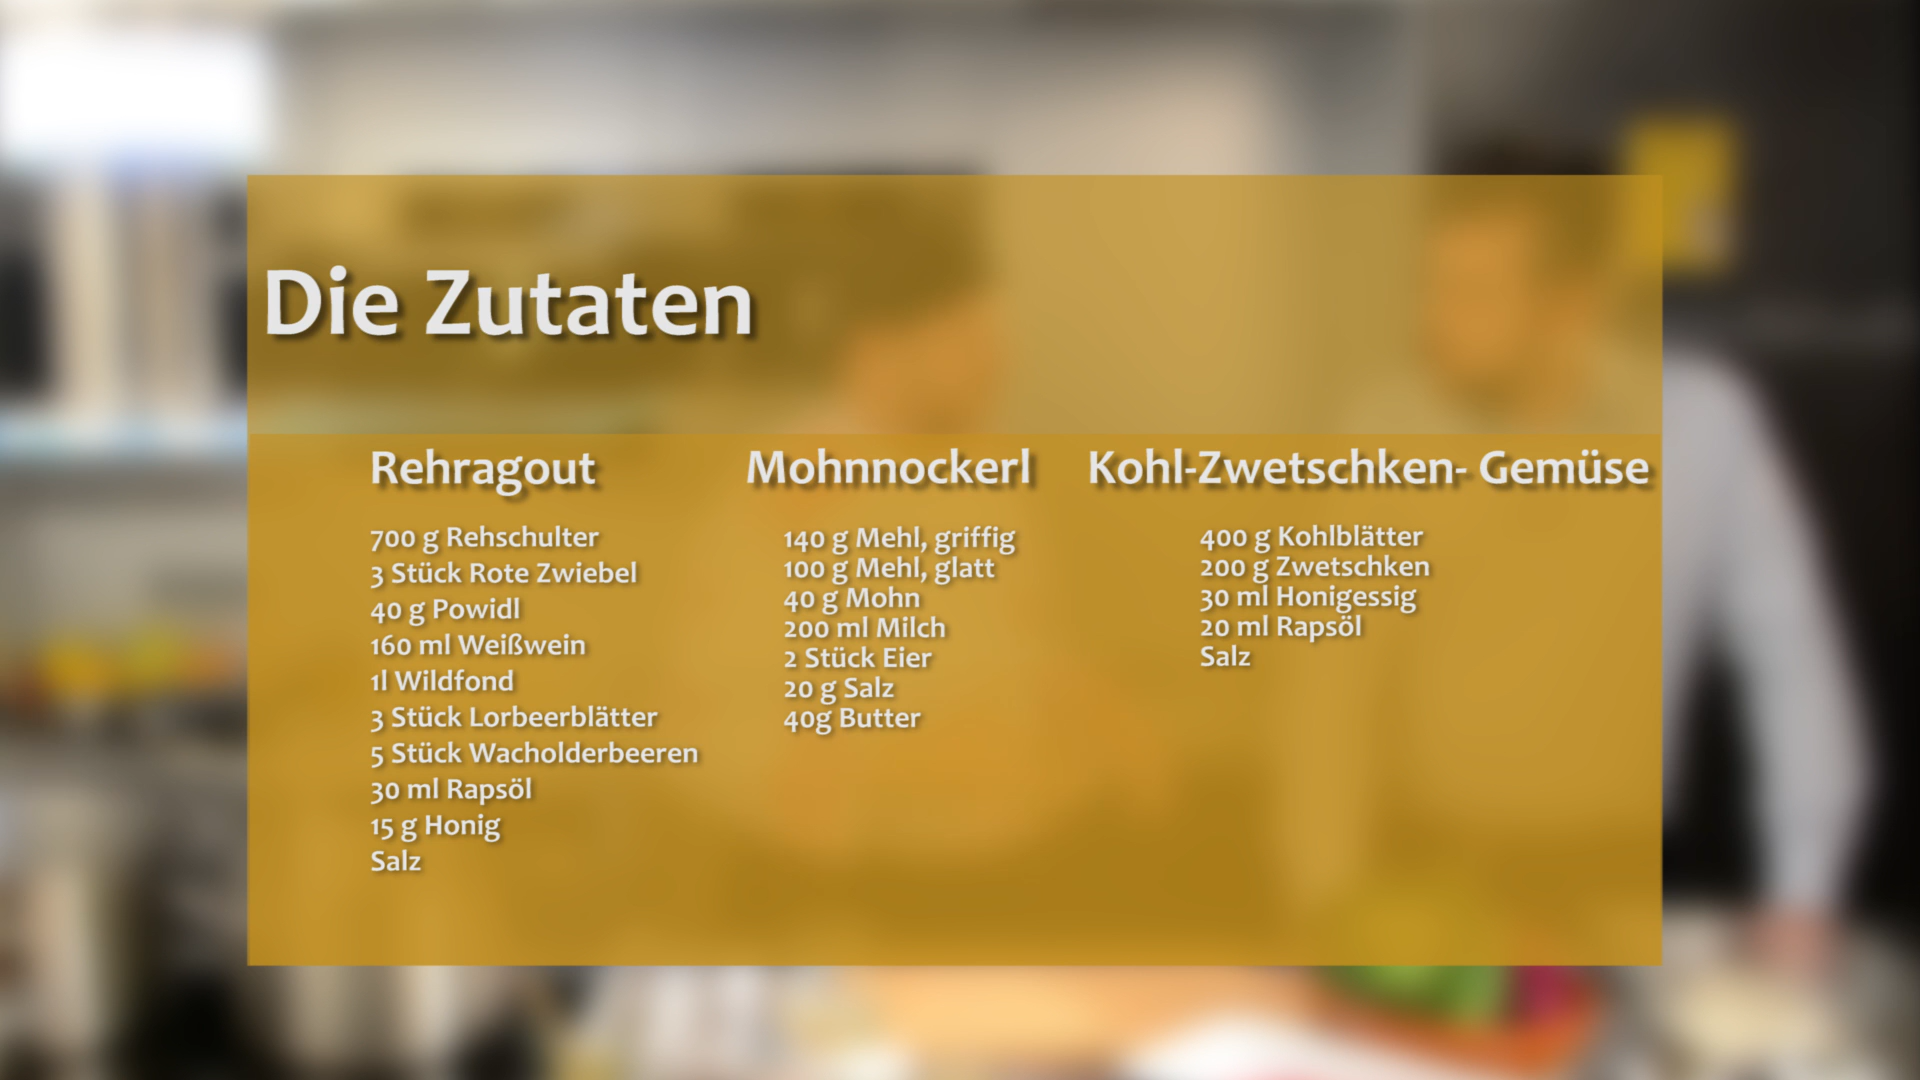 Die Zutaten
Rehragout
700 g Rehschulter
3 Stück Rote Zwiebel
40 g Powidl
160 ml Weißwein
1l Wildfond
3 Stück Lorbeerblätter
5 Stück Wacholderbeeren
30 ml Rapsöl
15 g Honig
Salz
Mohnnockerl
140 g Mehl, griffig
100 g Mehl, glatt
40 g Mohn
200 ml Milch
2 Stück Eier
20 g Salz
40g Butter
Kohl-Zwetschken- Gemüse
400 g Kohlblätter
200 g Zwetschken
30 ml Honigessig
20 ml Rapsöl
Salz